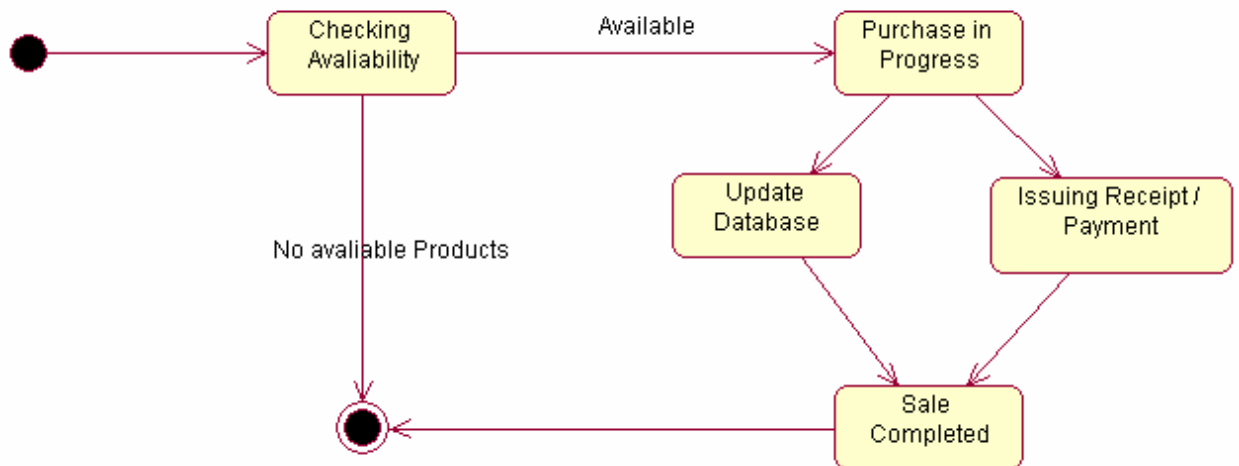 Checking
Avaliability
Available
Purchase in
Progress
Update
Database
Issuing Receipt /
Payment
No avaliable Products
Sale
Completed